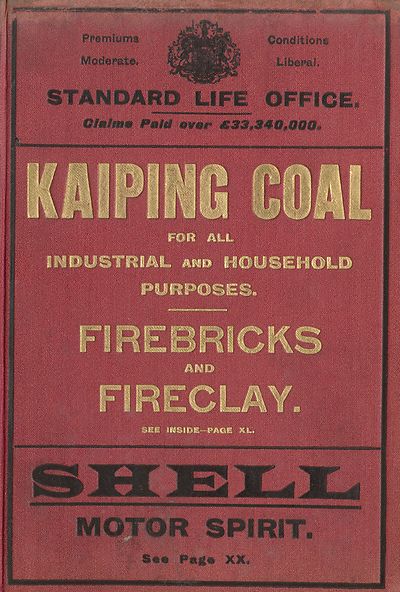 Premiums Conditions
Moderate. Liberal.
STANDARD LIFE OFFICE.
Claims Paid over £33,340,000.
KAIPING COAL
FOR ALL
INDUSTRIAL AND HOUSEHOLD
PURPOSES.
FIREBRICKS
AND
FIRECLAY.
SEE INSIDE—PAGE XL.
SHELL
MOTOR SPIRIT.
See Page XX.